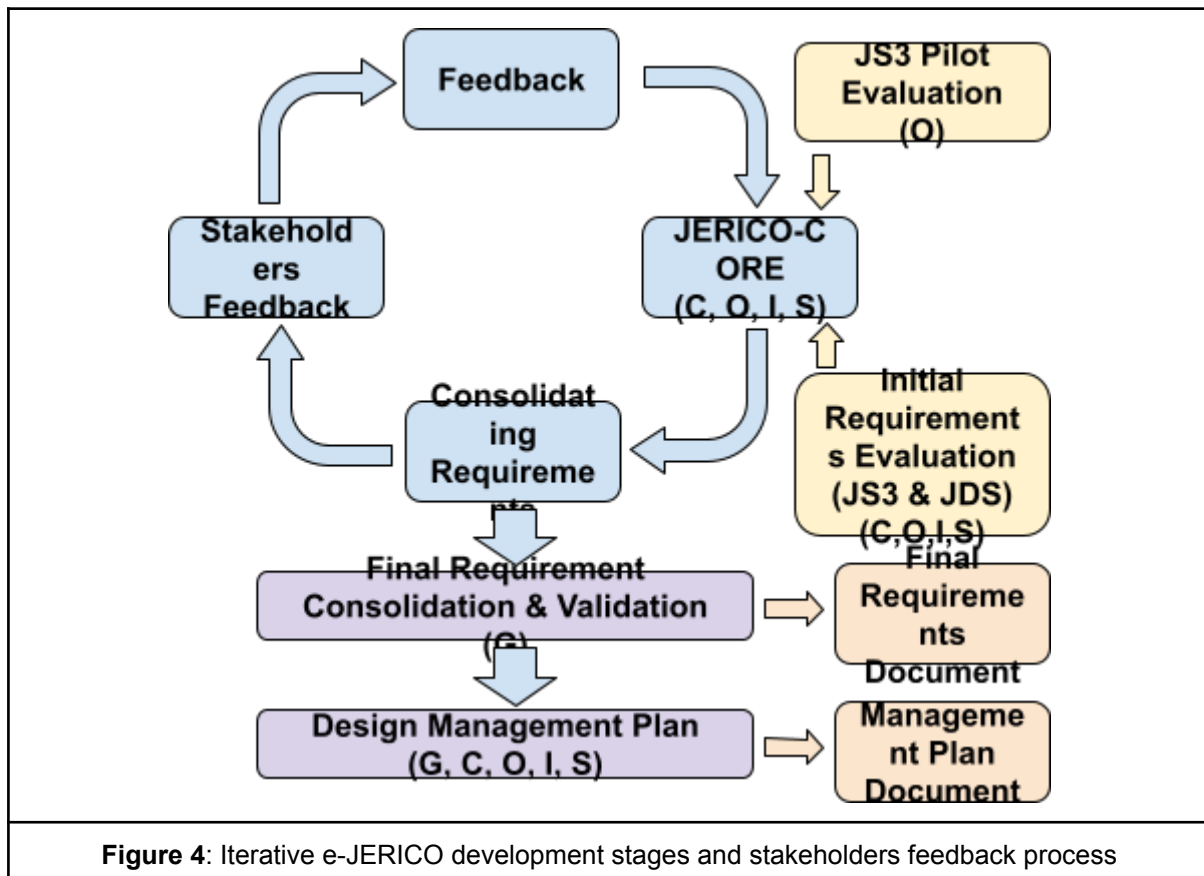 Feedback
JS3 Pilot
Evaluation
(O)
Stakehold
ers
Feedback
JERICO-C
ORE
(C, O, I, S)
Consolidat
ing
Requireme
nts
Initial
Requirement
s Evaluation
(JS3 & JDS)
(C,O,I,S)
Final Requirement
Consolidation & Validation
(G)
Final
Requireme
nts
Document
Design Management Plan
(G, C, O, I, S)
Manageme
nt Plan
Document
Figure 4: Iterative e-JERICO development stages and stakeholders feedback process